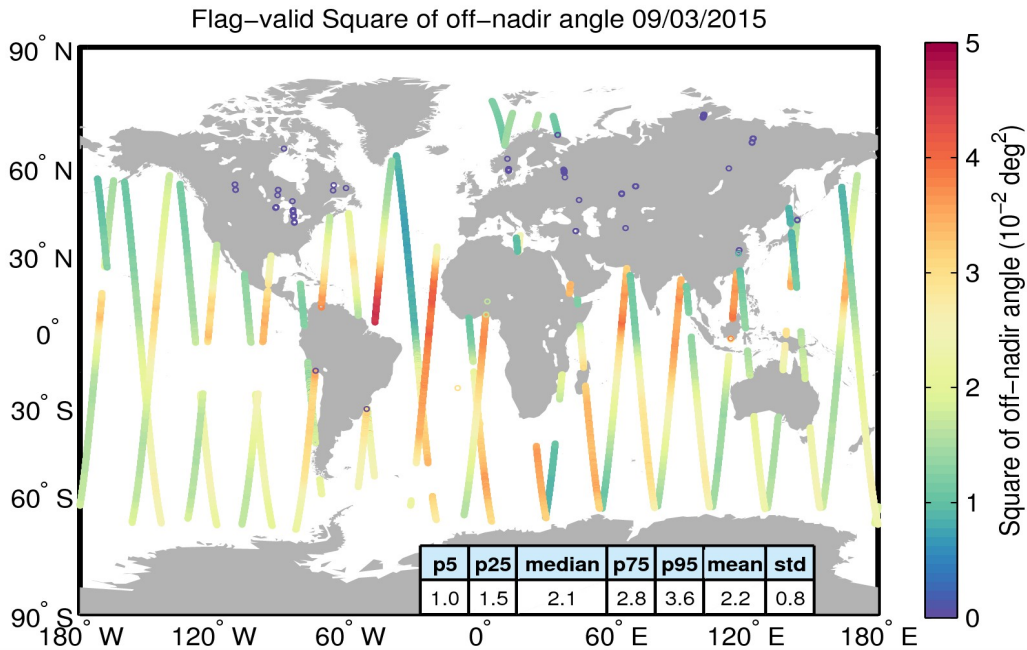 Flag−valid Square of off−nadir angle 09/03/2015
90° N
60° N
30° N
0°
30° S
60° S
90° S
180° W
120° W
60° W
0°
60° E
120° E
180° E
5
4
3
2
1
0
Square of off−nadir angle (10⁻² deg²)
p5 p25 median p75 p95 mean std
1.0 1.5 2.1 2.8 3.6 2.2 0.8